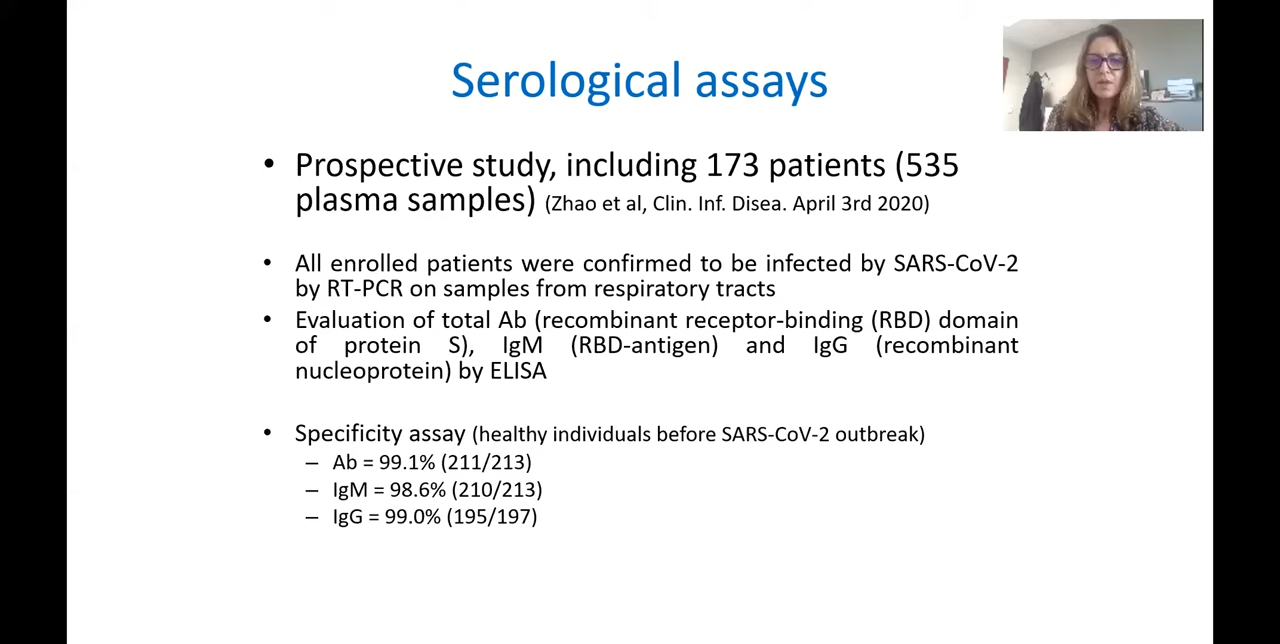 Serological assays
• Prospective study, including 173 patients (535
plasma samples) (Zhao et al, Clin. Inf. Disea. April 3rd 2020)
• All enrolled patients were confirmed to be infected by SARS-CoV-2
by RT-PCR on samples from respiratory tracts
• Evaluation of total Ab (recombinant receptor-binding (RBD) domain
of protein S), IgM (RBD-antigen) and IgG (recombinant
nucleoprotein) by ELISA
• Specificity assay (healthy individuals before SARS-CoV-2 outbreak)
– Ab = 99.1% (211/213)
– IgM = 98.6% (210/213)
– IgG = 99.0% (195/197)